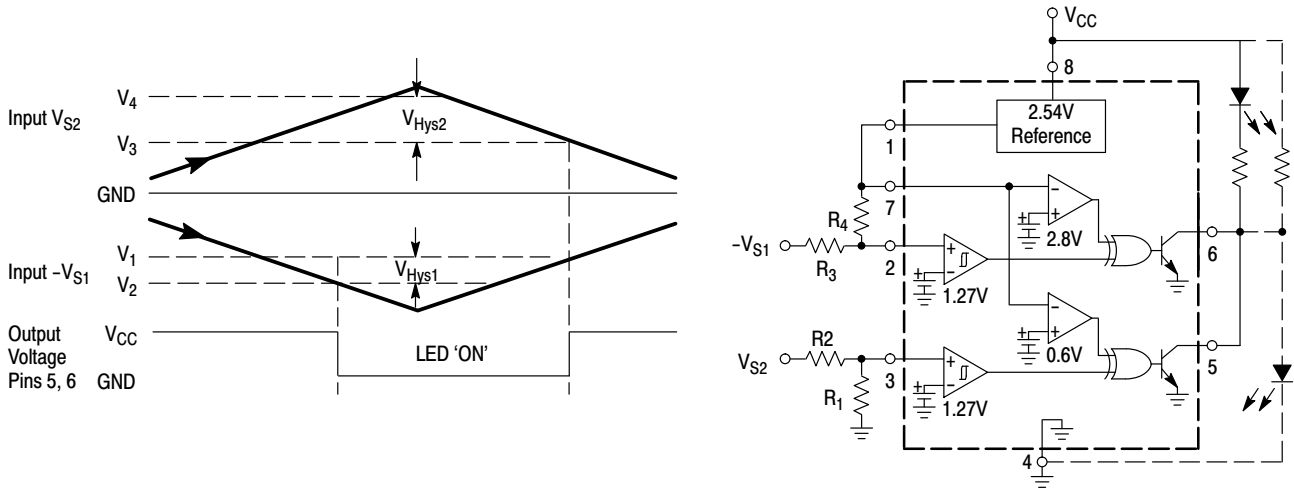 Input VS2
V4
V3
GND
VHys2
Input –VS1
V1
V2
VHys1
Output
Voltage
Pins 5, 6
VCC
GND
LED ‘ON’
VCC
8
2.54V
Reference
1
7
R4
–VS1
R3
2
+
–
1.27V
–
+
2.8V
6
VS2
R2
R1
3
+
–
1.27V
–
+
0.6V
5
4